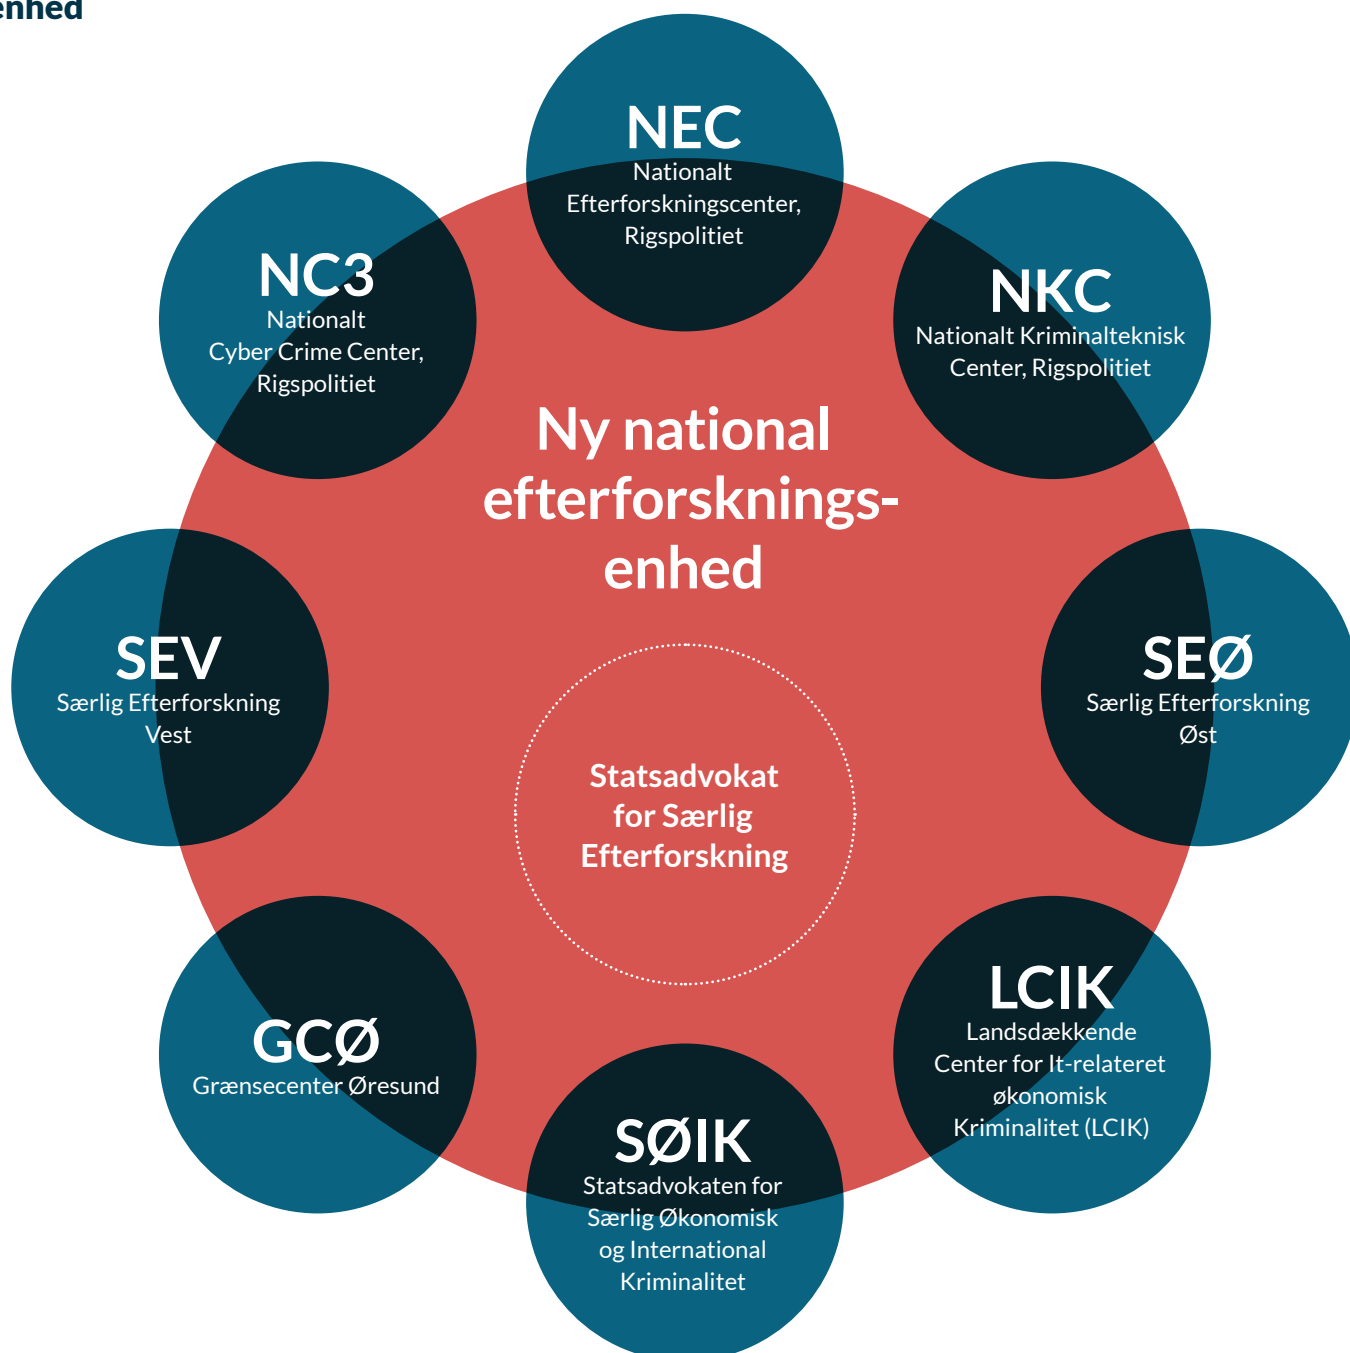 enhed
NEC
Nationalt
Efterforskningscenter,
Rigspolitiet
NC3
Nationalt
Cyber Crime Center,
Rigspolitiet
NKC
Nationalt Kriminalteknisk
Center, Rigspolitiet
Ny national
efterforsknings-
enhed
SEV
Særlig Efterforskning
Vest
SEØ
Særlig Efterforskning
Øst
Statsadvokat
for Særlig
Efterforskning
GCØ
Grænsecenter Øresund
LCIK
Landsdækkende
Center for It-relateret
økonomisk
Kriminalitet (LCIK)
SØIK
Statsadvokaten for
Særlig Økonomisk
og International
Kriminalitet